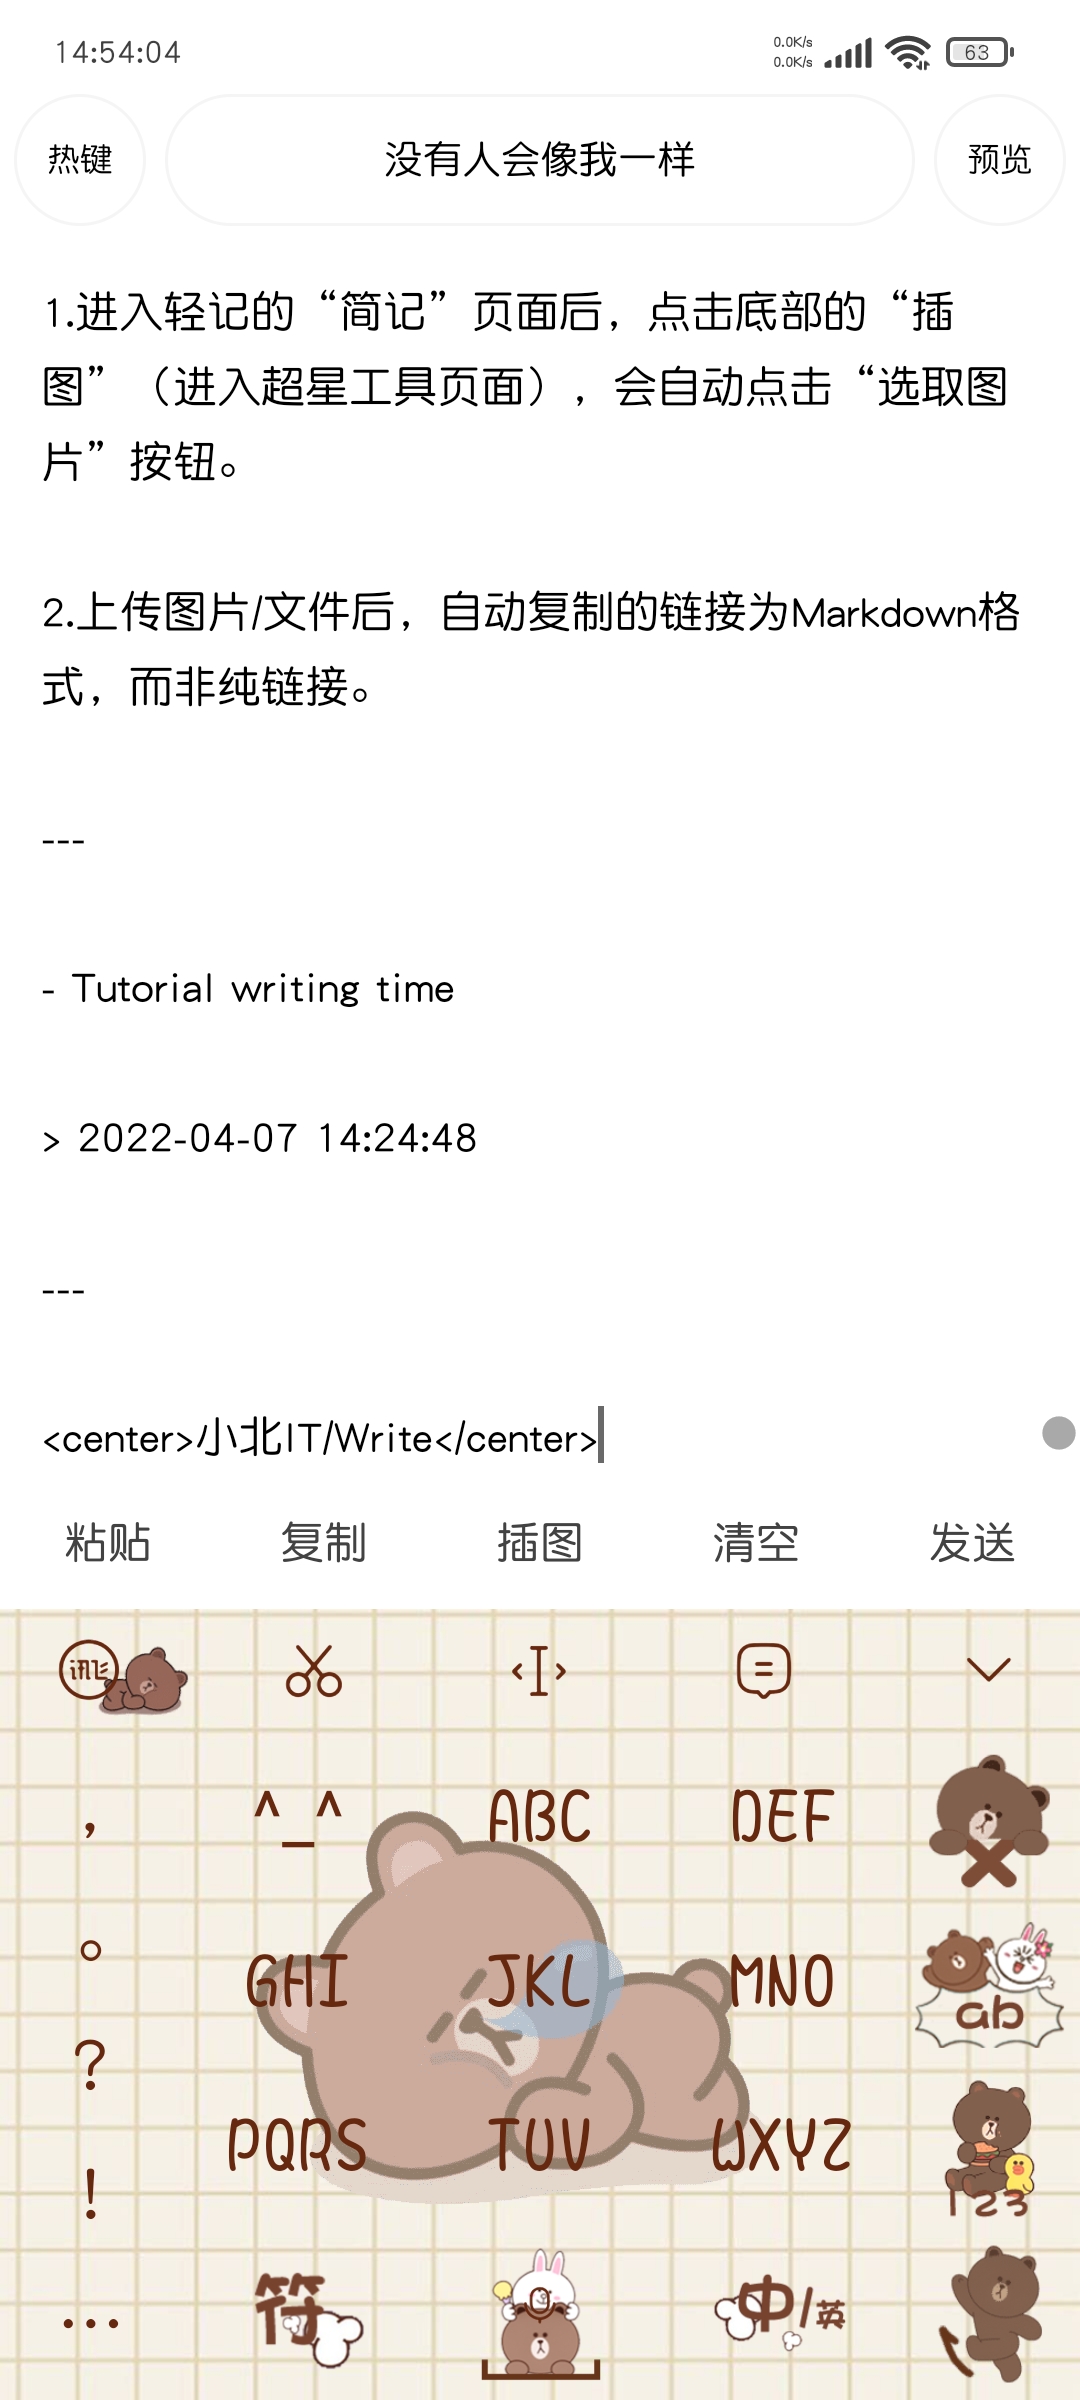 14:54:04
0.0K/s
0.0K/s
63
热键
没有人会像我一样
预览
1.进入轻记的“简记”页面后，点击底部的“插
图”（进入超星工具页面），会自动点击“选取图
片”按钮。
2.上传图片/文件后，自动复制的链接为Markdown格
式，而非纯链接。
---
- Tutorial writing time
> 2022-04-07 14:24:48
---
<center>小北IT/Write</center>
粘贴 复制 插图 清空 发送
讯飞
， ^_^ ABC DEF
。 GHI JKL MNO ab
? PQRS TUV WXYZ 123
!
... 符 0 中/英